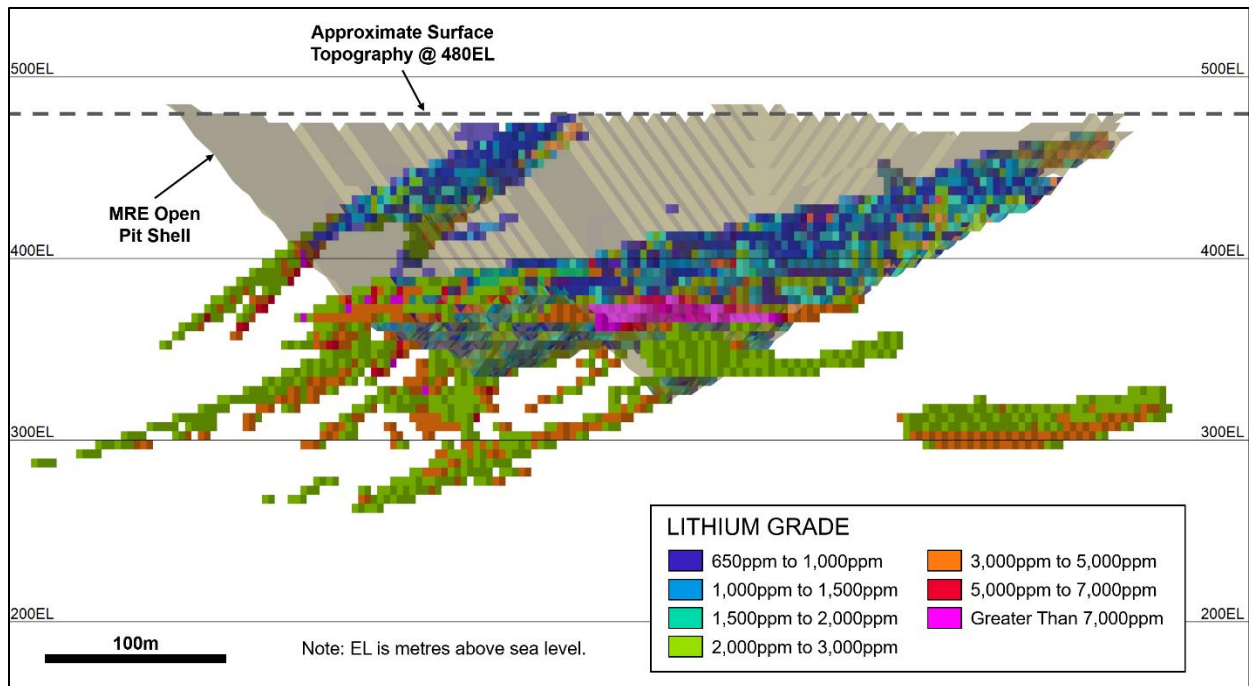 Approximate Surface
Topography @ 480EL
500EL
500EL
MRE Open
Pit Shell
400EL
400EL
300EL
300EL
LITHIUM GRADE
650ppm to 1,000ppm
1,000ppm to 1,500ppm
1,500ppm to 2,000ppm
2,000ppm to 3,000ppm
3,000ppm to 5,000ppm
5,000ppm to 7,000ppm
Greater Than 7,000ppm
200EL
200EL
100m
Note: EL is metres above sea level.